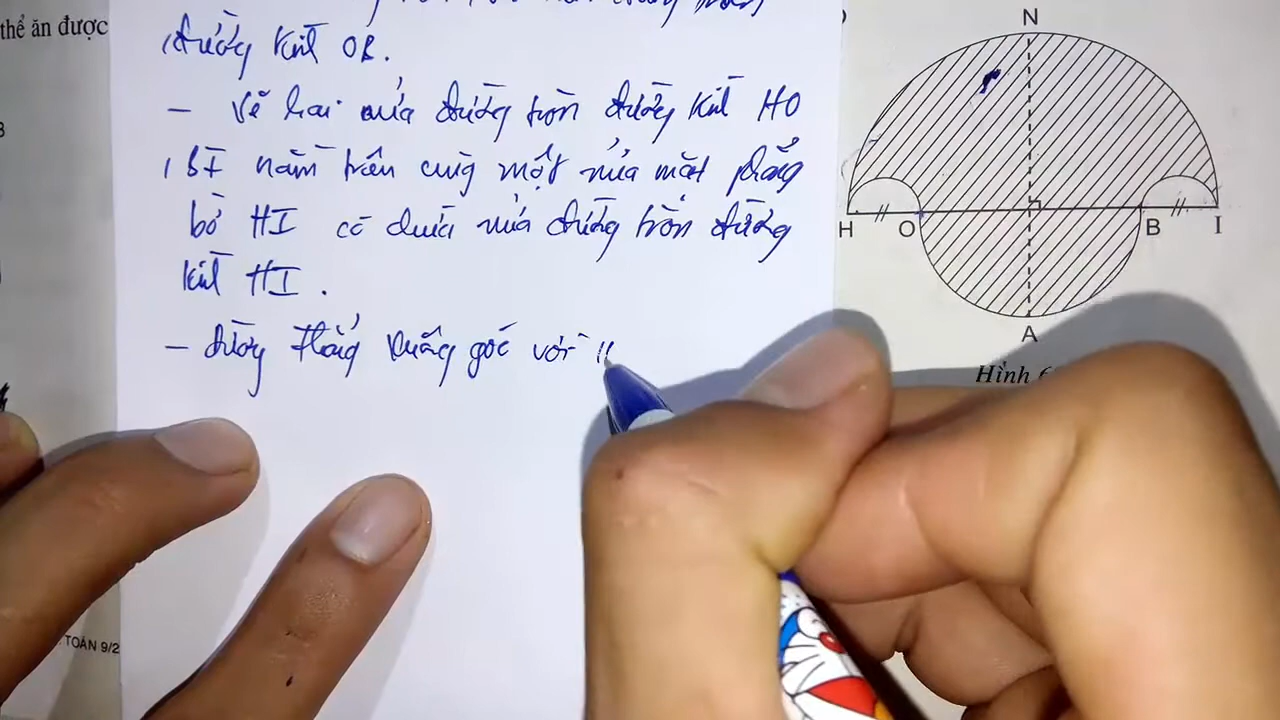 thể ăn được
đường kính OB.
– Vẽ hai nửa đường tròn đường kính HO
, BI nằm trên cùng một nửa mặt phẳng
bờ HI có chứa nửa đường tròn đường
kính HI .
– đường thẳng vuông góc với
TOÁN 9/2
N
H
O
B
I
A
Hình 6